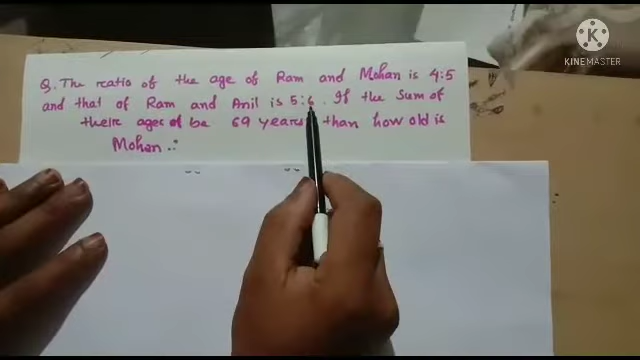 KINEMASTER
Q. The ratio of the age of Ram and Mohan is 4:5
and that of Ram and Anil is 5:6. If the sum of
their ages be 69 years than how old is
Mohan ∴